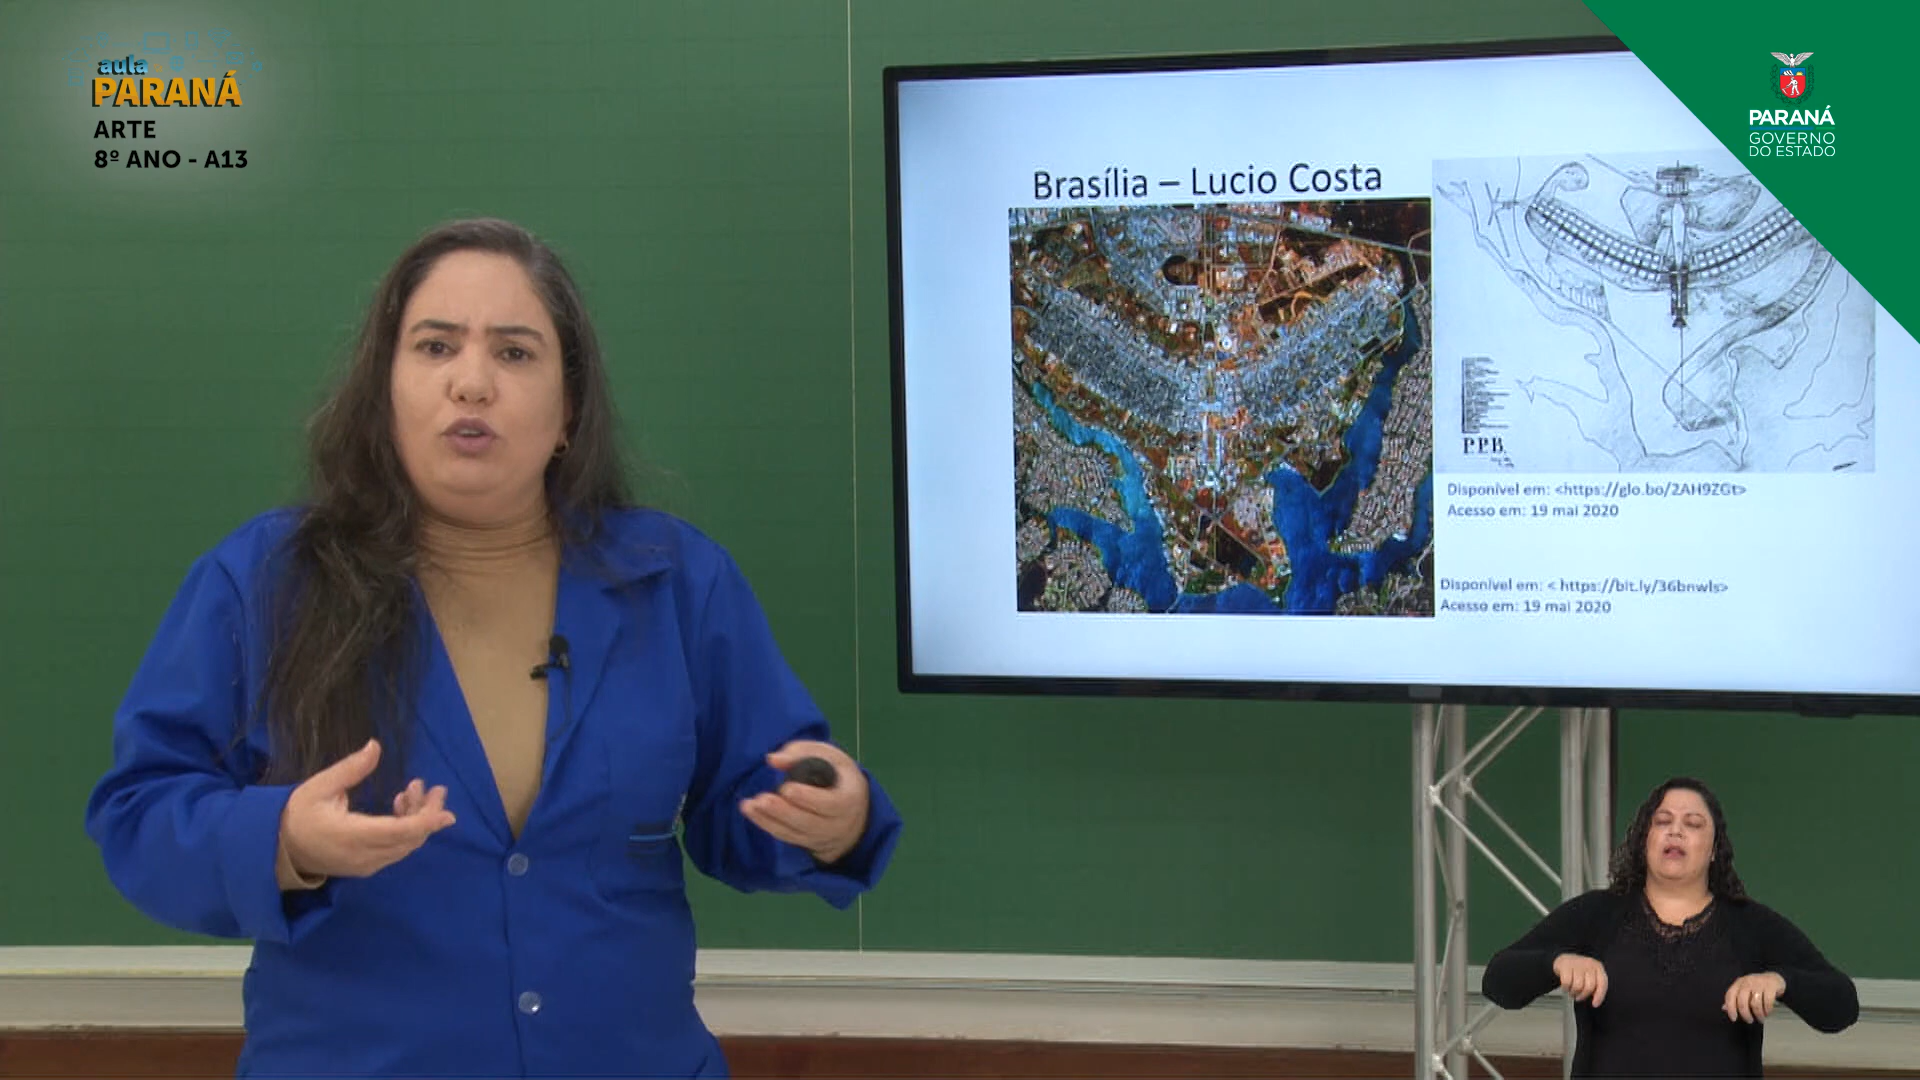 aula
PARANÁ
ARTE
8º ANO - A13
PARANÁ
GOVERNO
DO ESTADO
Brasília – Lucio Costa
P.P.B.
Disponível em: <https://glo.bo/2AH9ZGt>
Acesso em: 19 mai 2020
Disponível em: < https://bit.ly/36bnwls>
Acesso em: 19 mai 2020